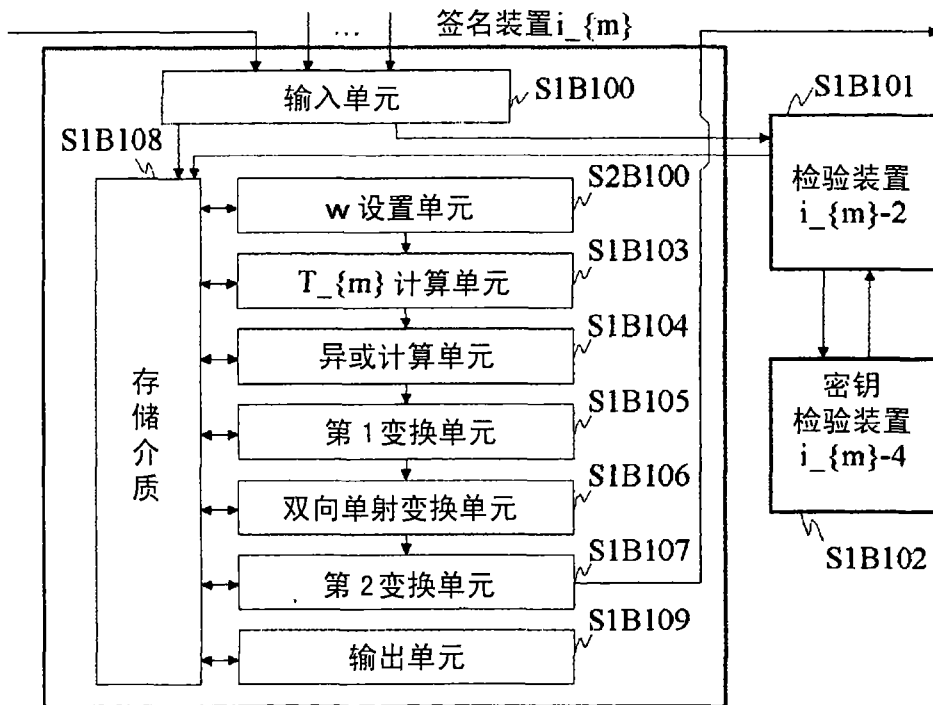 ... 签名装置i_{m}
输入单元
S1B100
S1B101
S1B108
检验装置
i_{m}-2
S2B100
w 设置单元
S1B103
T_{m} 计算单元
S1B104
异或计算单元
存储介质
密钥
检验装置
i_{m}-4
S1B105
第1变换单元
S1B106
双向单射变换单元
S1B107
第2变换单元
S1B102
S1B109
输出单元